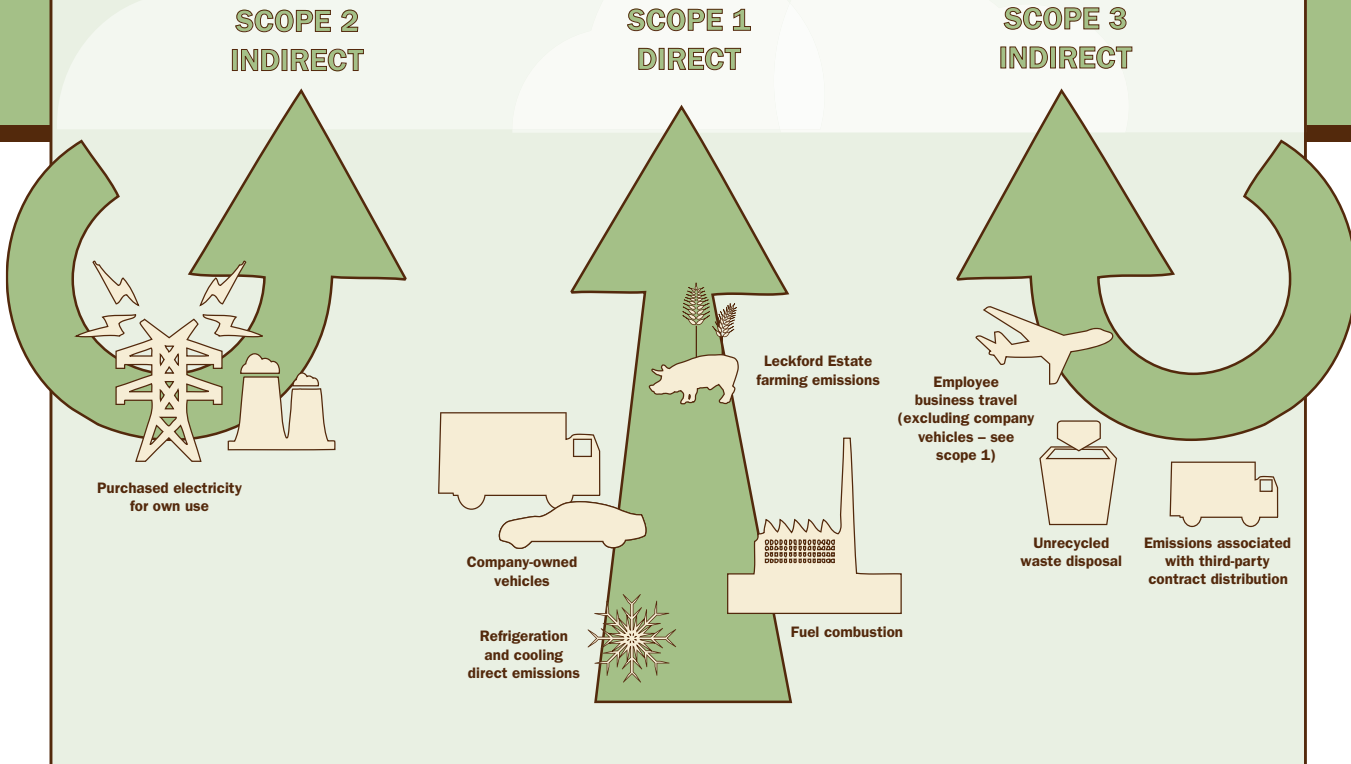 SCOPE 2
INDIRECT
SCOPE 1
DIRECT
SCOPE 3
INDIRECT
Purchased electricity
for own use
Leckford Estate
farming emissions
Company-owned
vehicles
Refrigeration
and cooling
direct emissions
Fuel combustion
Employee
business travel
(excluding company
vehicles – see
scope 1)
Unrecycled
waste disposal
Emissions associated
with third-party
contract distribution